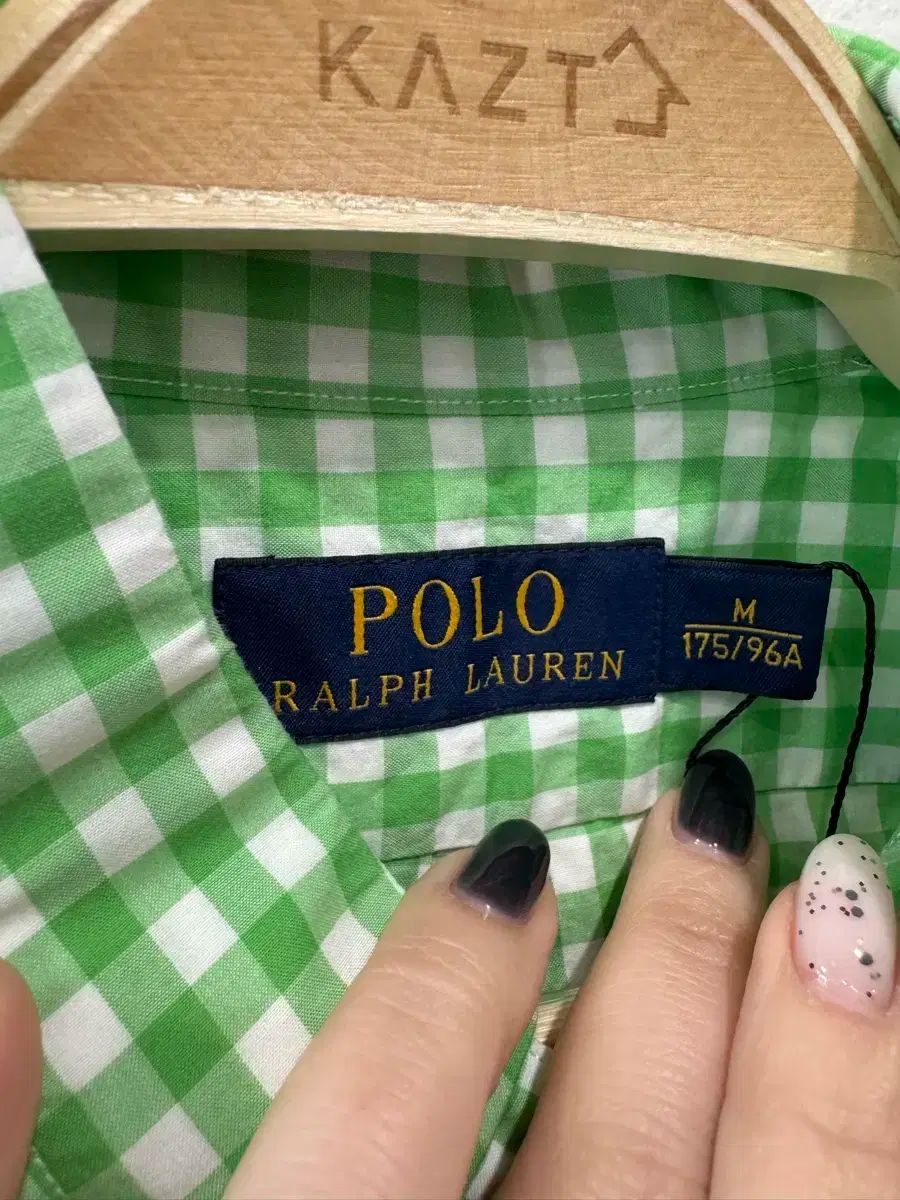 KAZT
POLO
RALPH LAUREN
M
175/96A